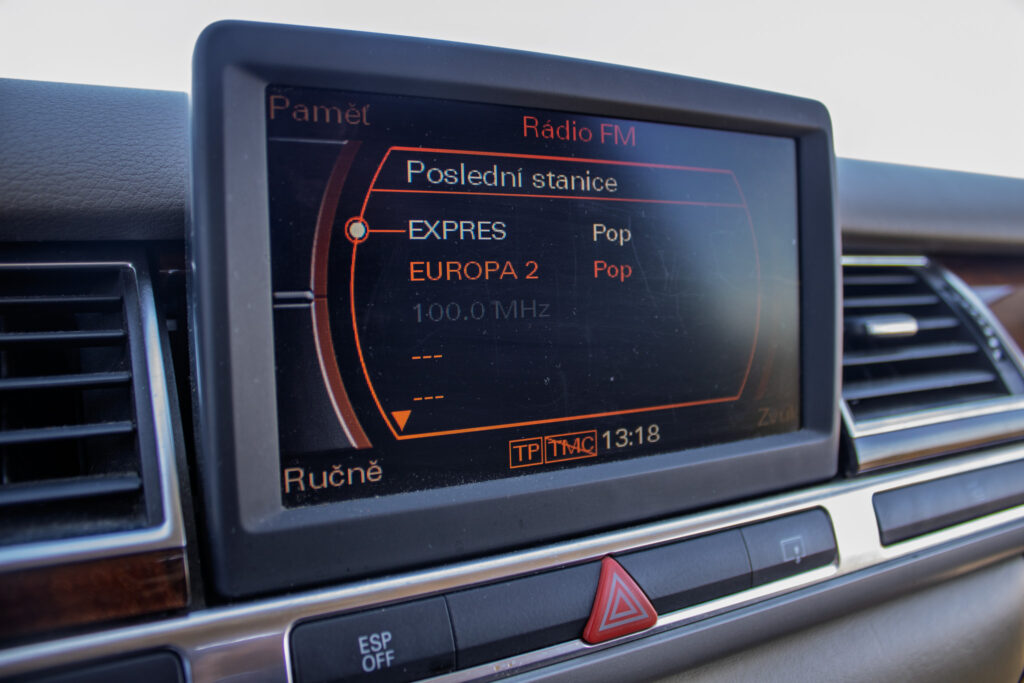 Paměť
Rádio FM
Poslední stanice
EXPRES Pop
EUROPA 2 Pop
100.0 MHz
---
---
TP TMC 13:18
Ručně
ESP
OFF